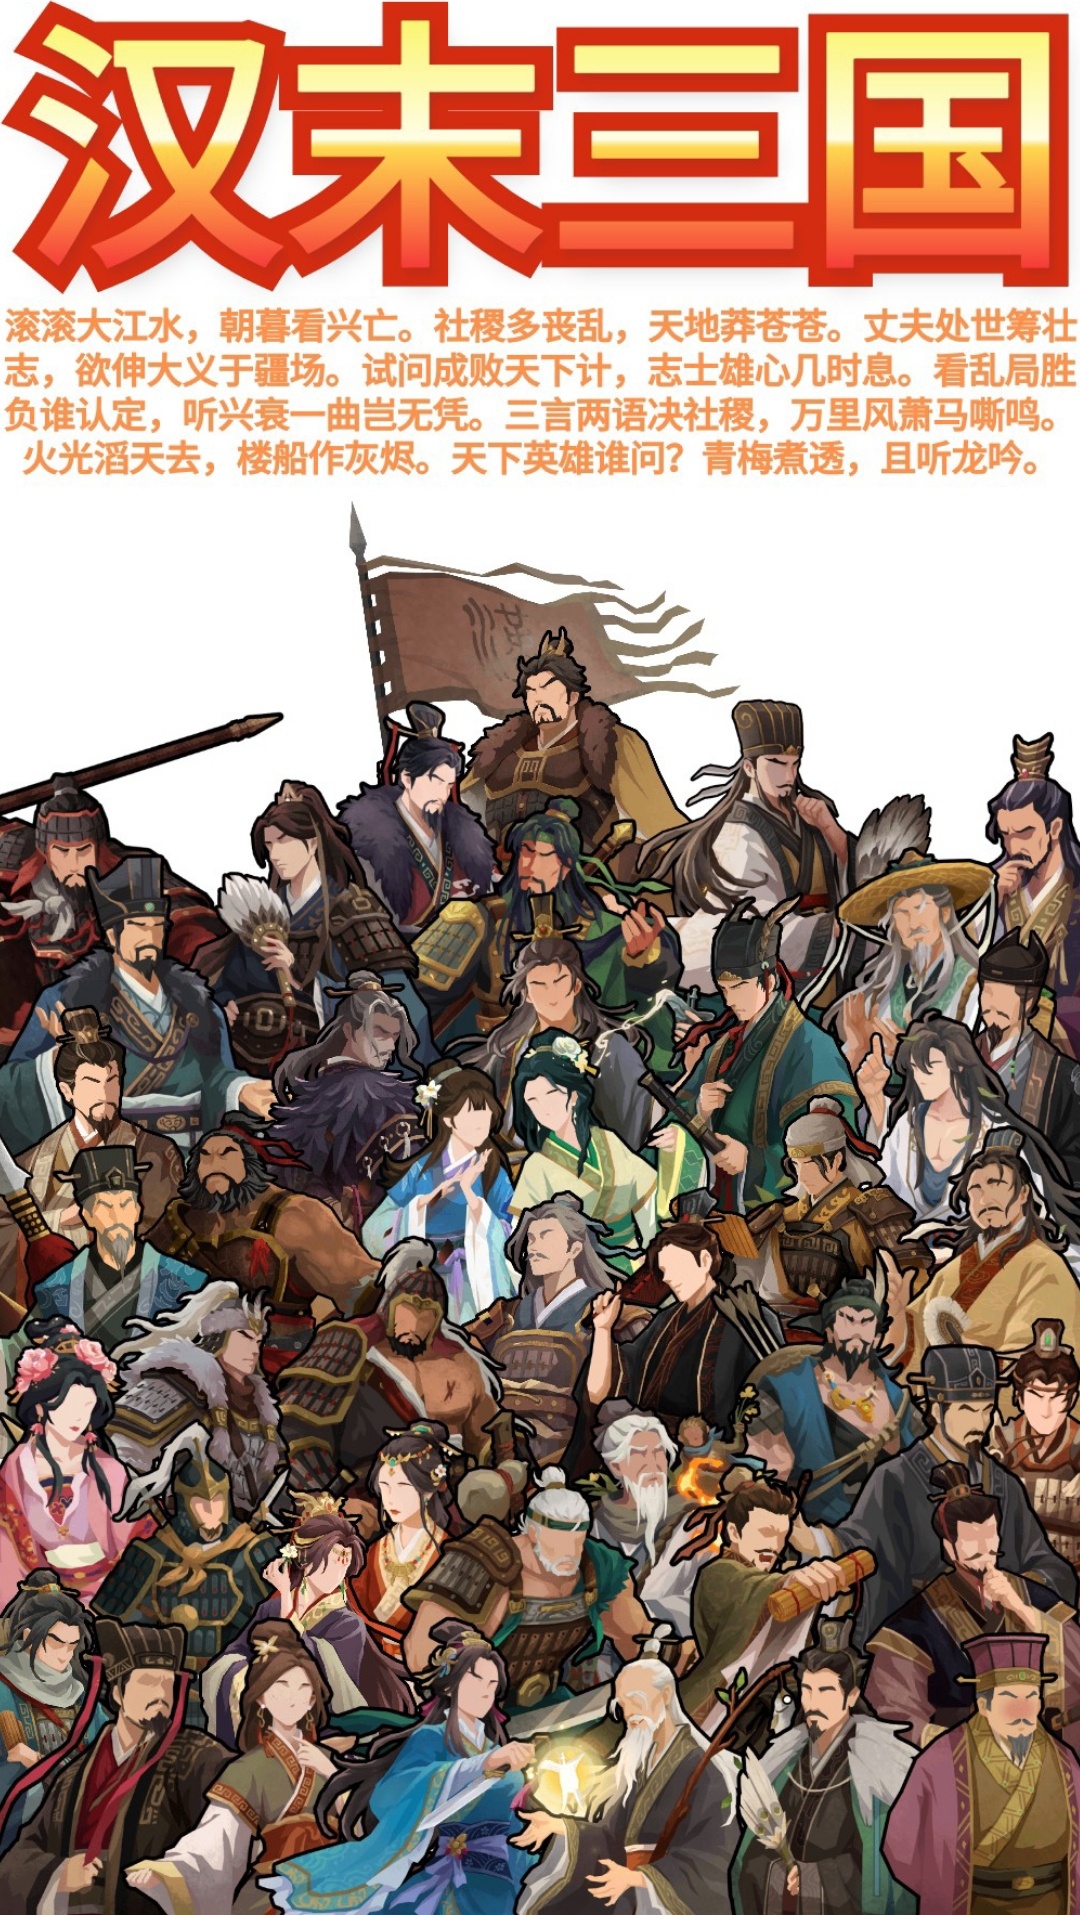 汉末三国
滚滚大江水，朝暮看兴亡。社稷多丧乱，天地莽苍苍。丈夫处世筹壮
志，欲伸大义于疆场。试问成败天下计，志士雄心几时息。看乱局胜
负谁认定，听兴衰一曲岂无凭。三言两语决社稷，万里风萧马嘶鸣。
火光滔天去，楼船作灰烬。天下英雄谁问？青梅煮透，且听龙吟。
漢